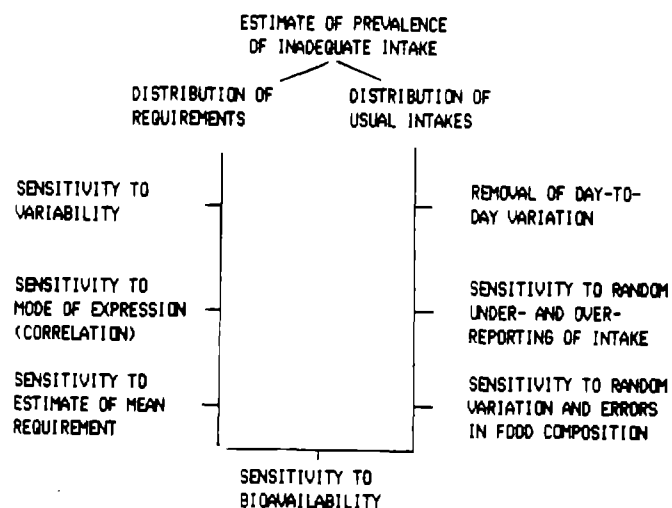 ESTIMATE OF PREVALENCE
OF INADEQUATE INTAKE
DISTRIBUTION OF
REQUIREMENTS
DISTRIBUTION OF
USUAL INTAKES
SENSITIVITY TO
VARIABILITY
REMOVAL OF DAY-TO-
DAY VARIATION
SENSITIVITY TO
MODE OF EXPRESSION
(CORRELATION)
SENSITIVITY TO RANDOM
UNDER- AND OVER-
REPORTING OF INTAKE
SENSITIVITY TO
ESTIMATE OF MEAN
REQUIREMENT
SENSITIVITY TO RANDOM
VARIATION AND ERRORS
IN FOOD COMPOSITION
SENSITIVITY TO
BIOAVAILABILITY